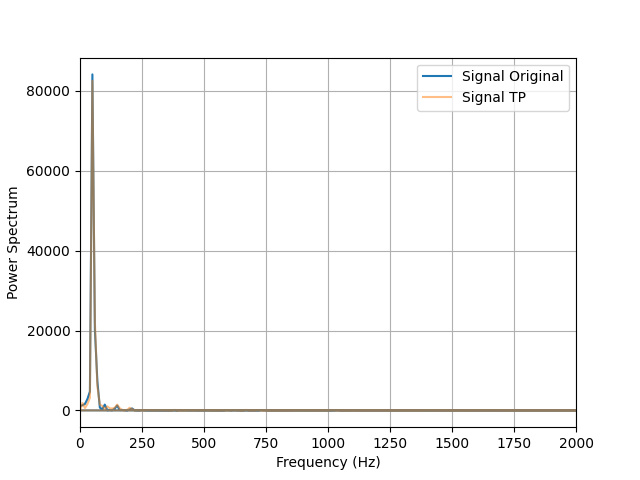 Signal Original
Signal TP
80000
60000
40000
20000
0
Power Spectrum
0 250 500 750 1000 1250 1500 1750 2000
Frequency (Hz)